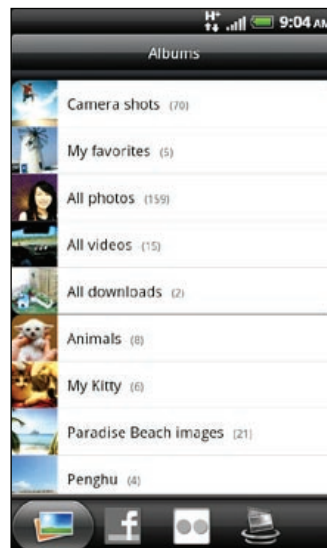 H+ 9:04 AM
Albums
Camera shots (70)
My favorites (5)
All photos (159)
All videos (15)
All downloads (2)
Animals (8)
My Kitty (6)
Paradise Beach images (21)
Penghu (4)
f